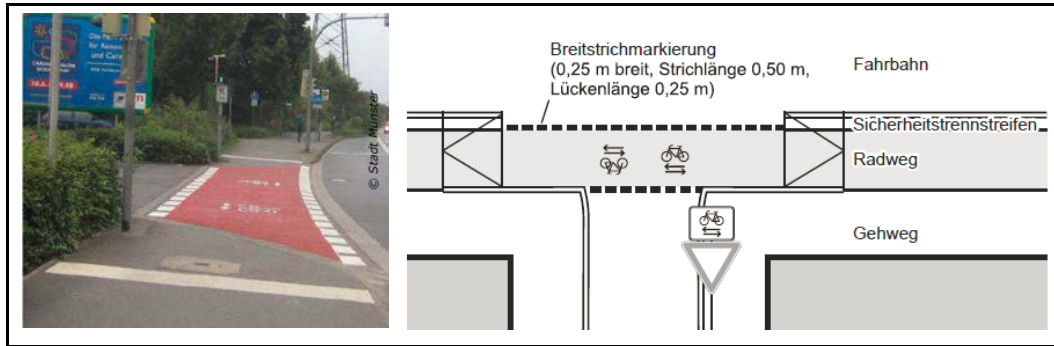 © Stadt Münster
Breitstrichmarkierung
(0,25 m breit, Strichlänge 0,50 m,
Lückenlänge 0,25 m)
Fahrbahn
Sicherheitstrennstreifen
Radweg
Gehweg